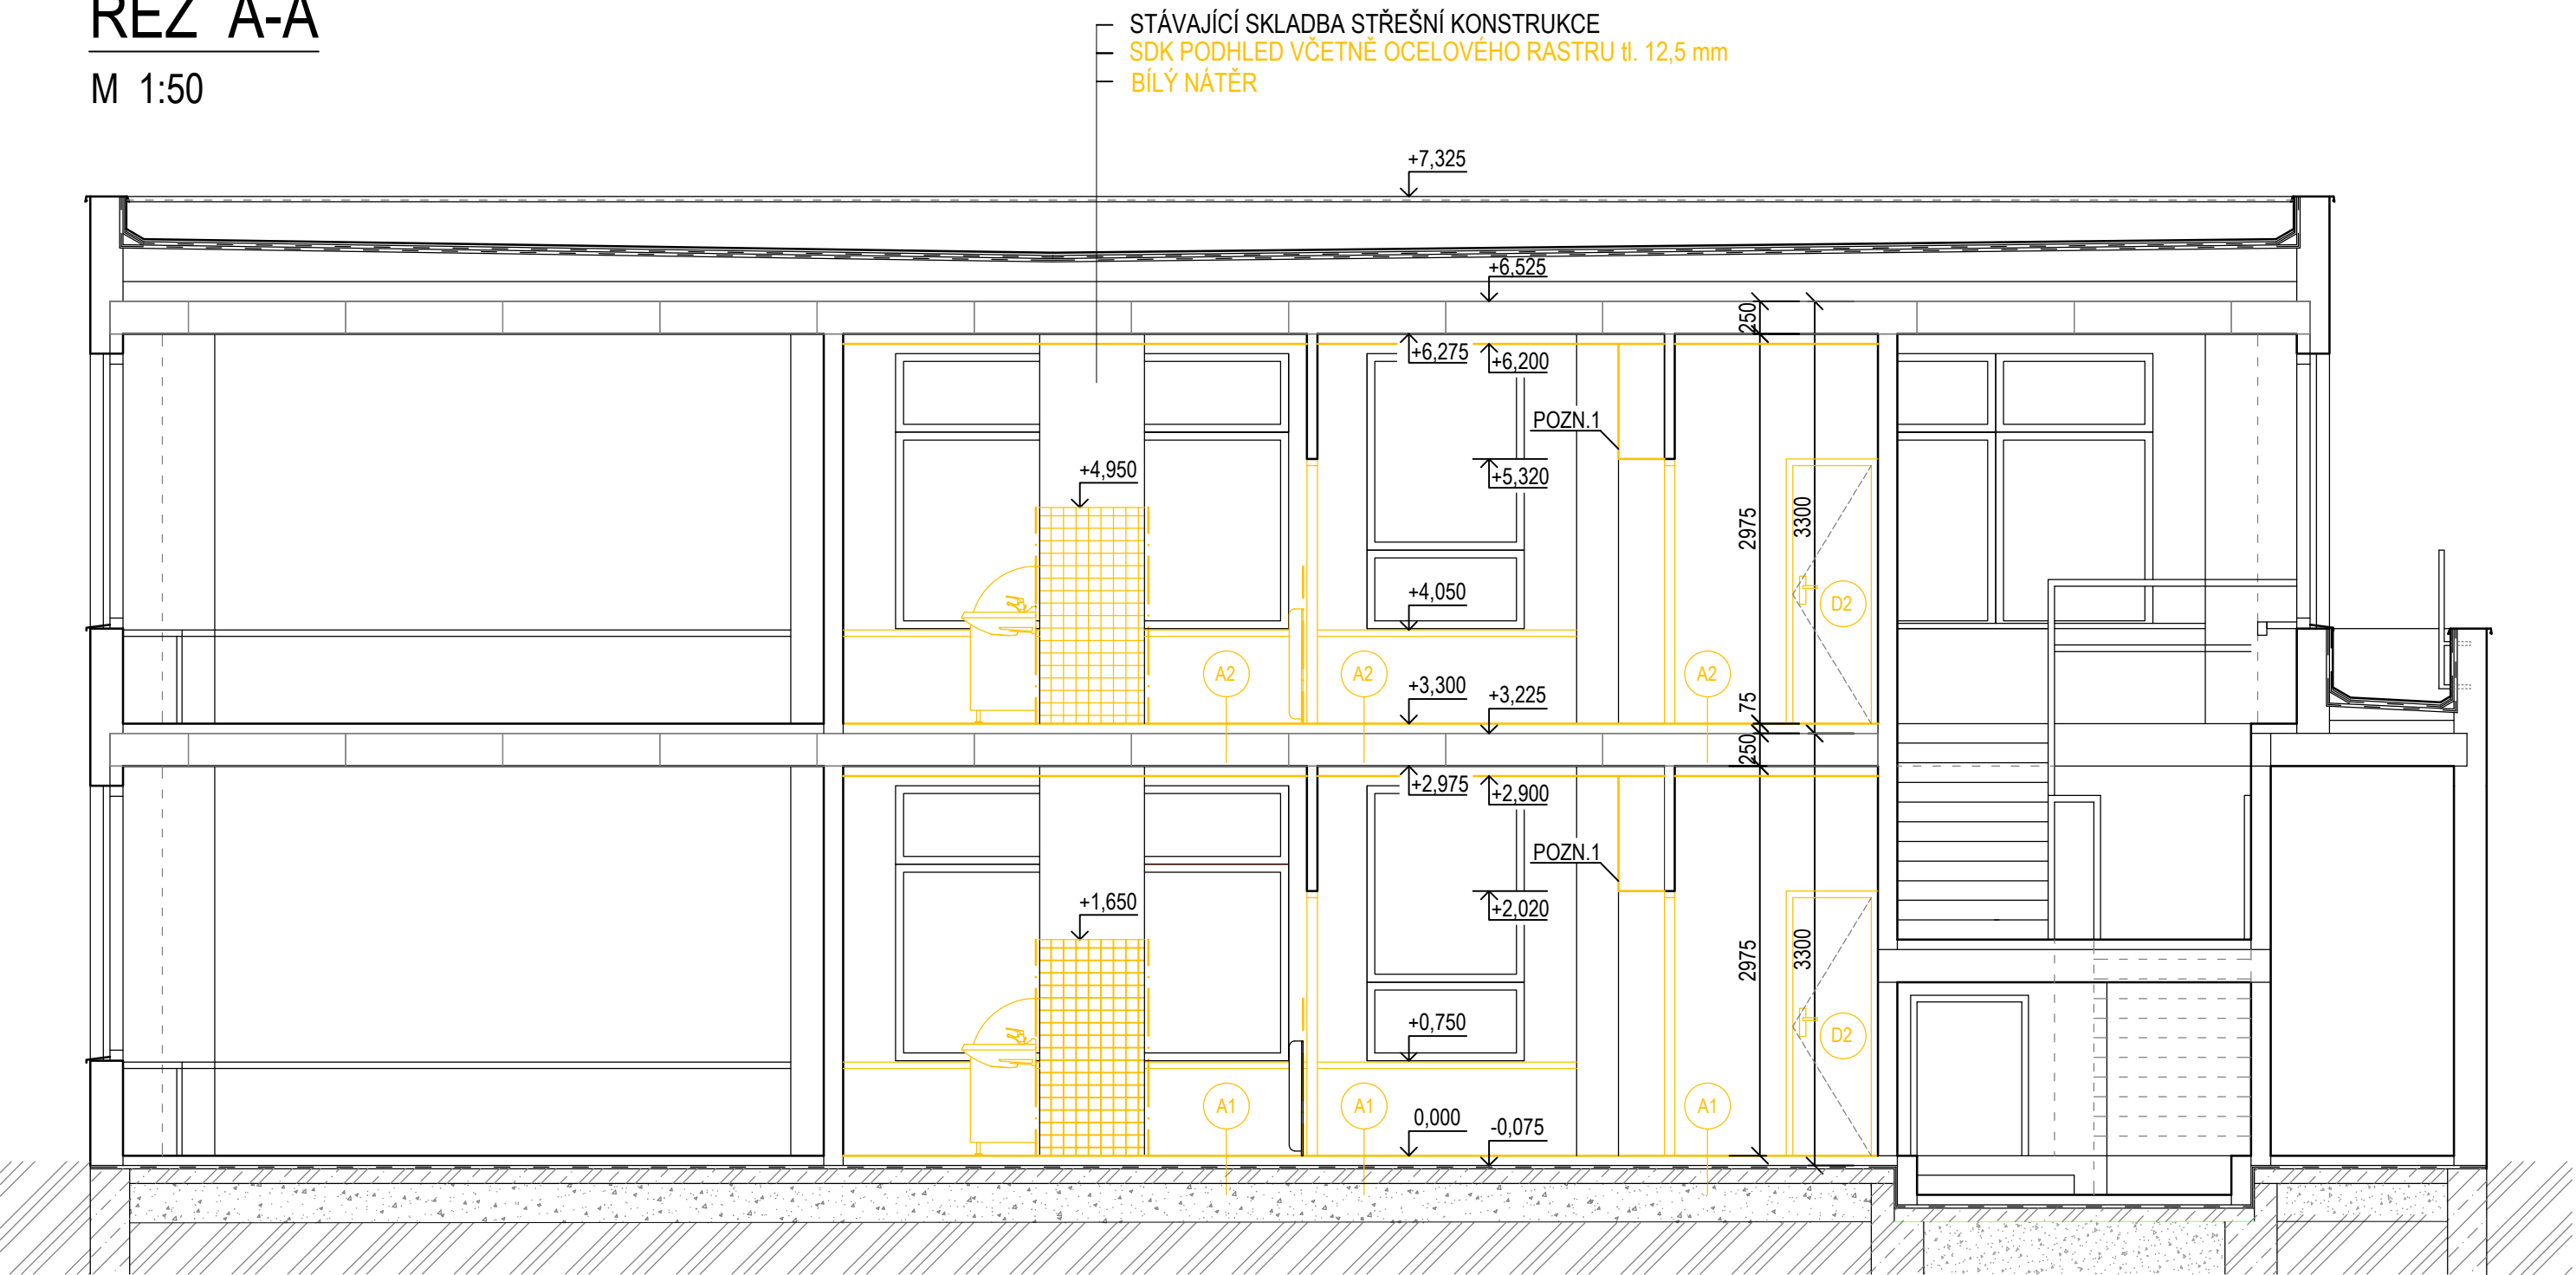 ŘEZ A-A
M 1:50
STÁVAJÍCÍ SKLADBA STŘEŠNÍ KONSTRUKCE
SDK PODHLED VČETNĚ OCELOVÉHO RASTRU tl. 12,5 mm
BÍLÝ NÁTĚR
+7,325
+6,525
250
+6,275
+6,200
POZN.1
+4,950
+5,320
2975
3300
+4,050
D2
A2
A2
A2
+3,300
+3,225
75
250
+2,975
+2,900
POZN.1
+1,650
+2,020
2975
3300
+0,750
D2
A1
A1
A1
0,000
-0,075